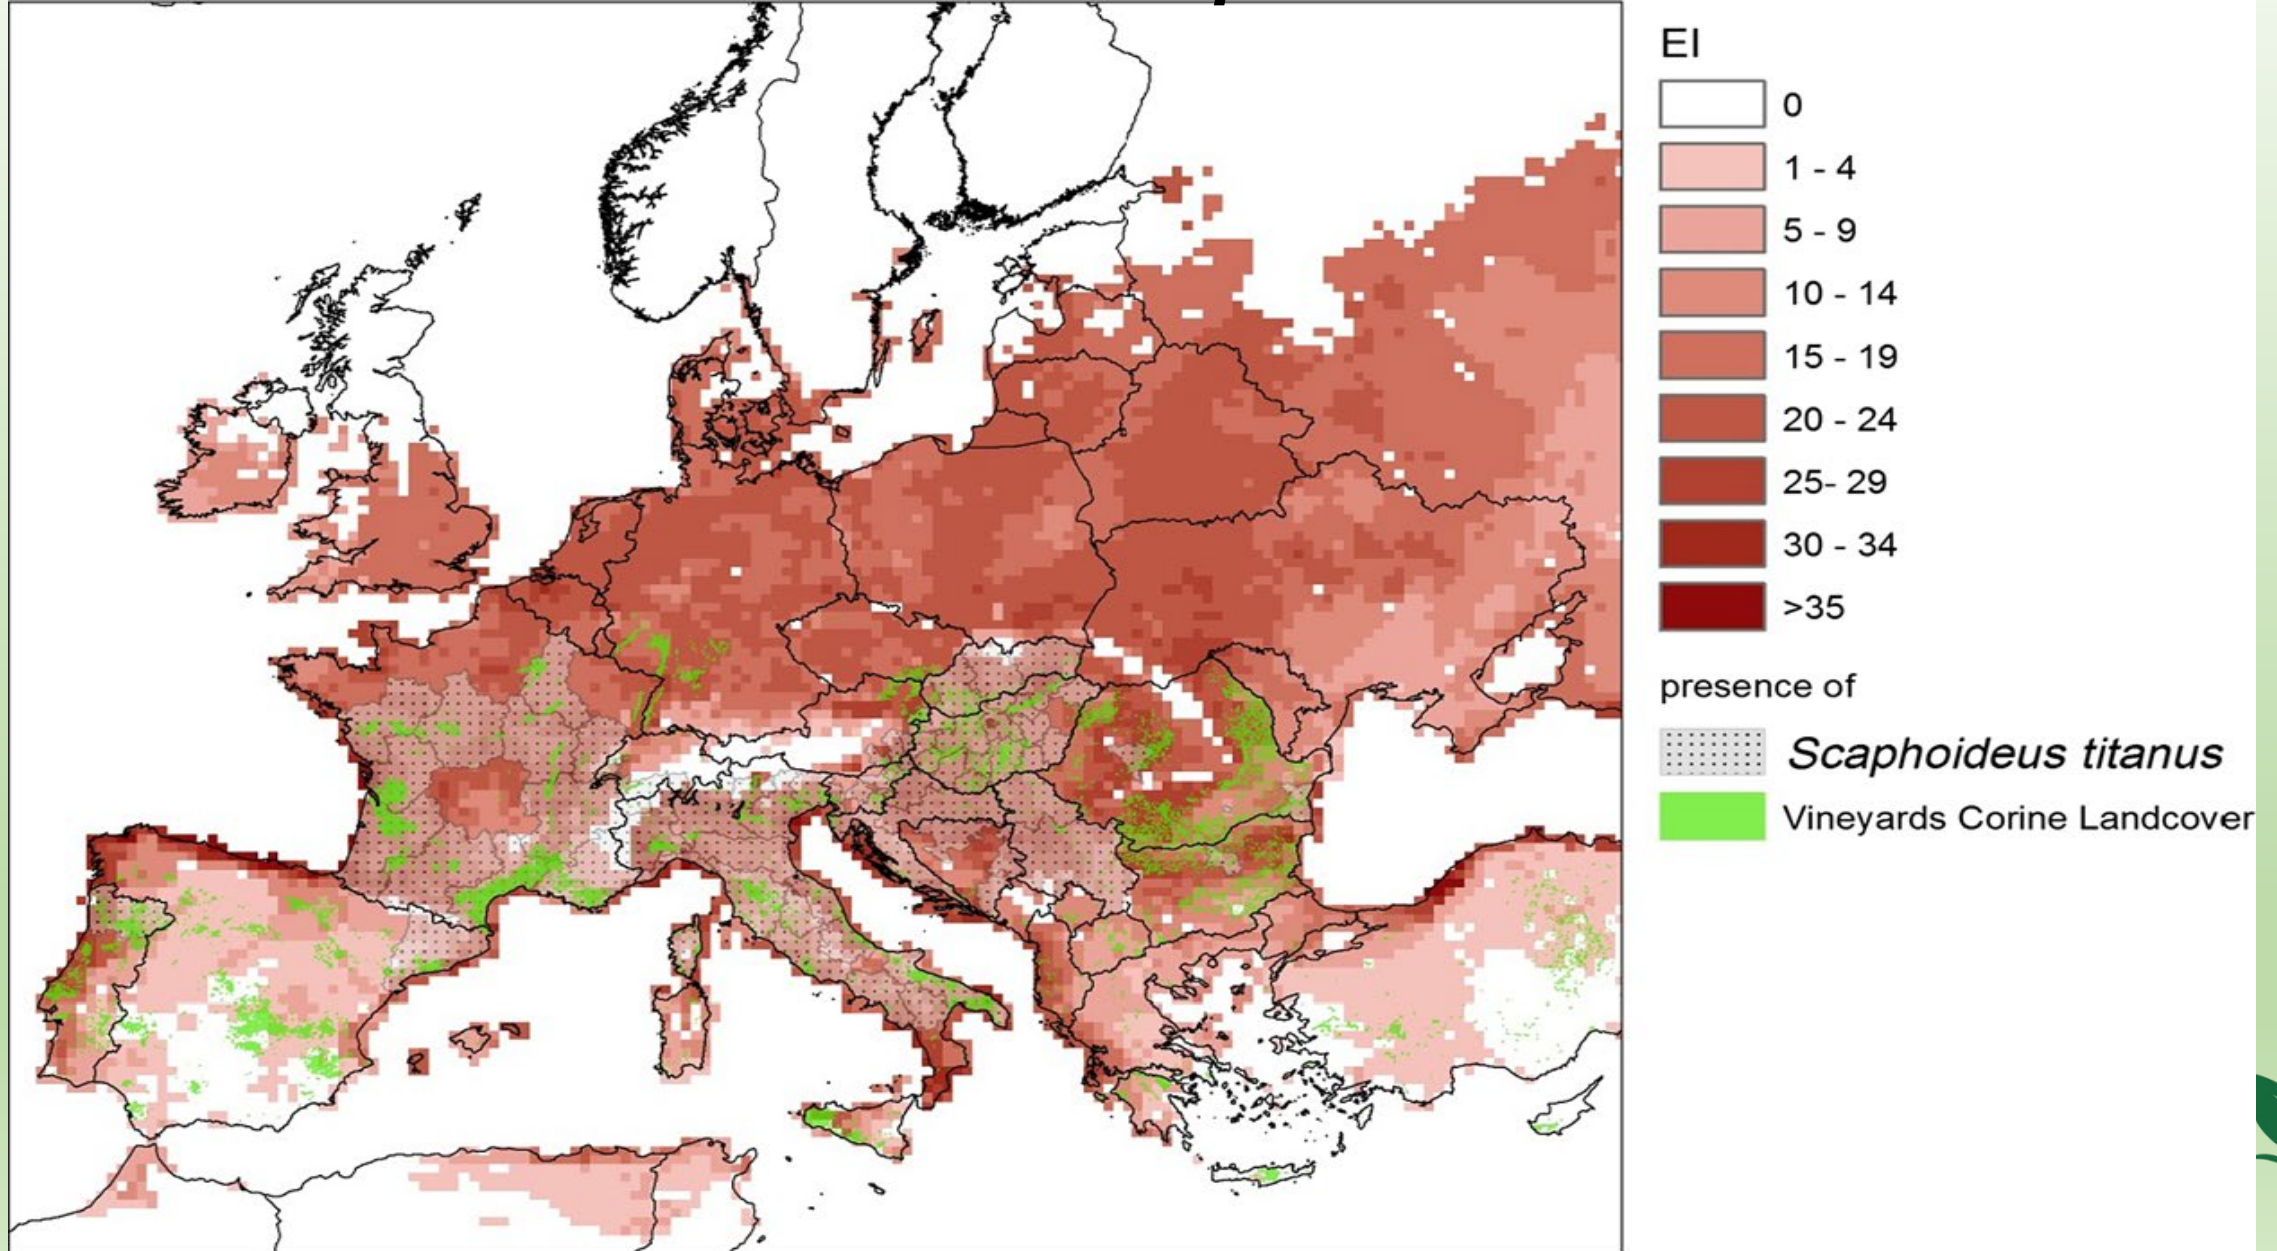 EI
0
1 - 4
5 - 9
10 - 14
15 - 19
20 - 24
25- 29
30 - 34
>35
presence of
Scaphoideus titanus
Vineyards Corine Landcover